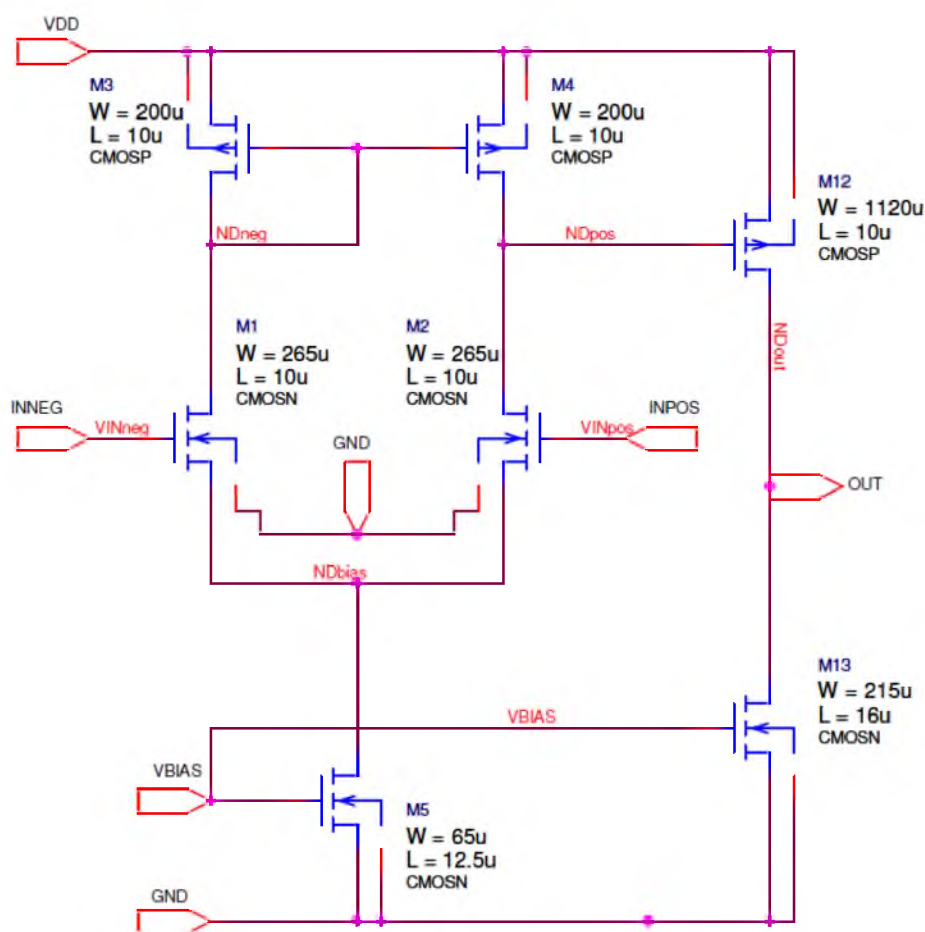 VDD
M3
W = 200u
L = 10u
CMOSP
M4
W = 200u
L = 10u
CMOSP
M12
W = 1120u
L = 10u
CMOSP
NDneg
NDpos
NDout
M1
W = 265u
L = 10u
CMOSN
M2
W = 265u
L = 10u
CMOSN
INNEG
VINneg
GND
VINpos
INPOS
OUT
NDbias
M13
W = 215u
L = 16u
CMOSN
VBIAS
VBIAS
M5
W = 65u
L = 12.5u
CMOSN
GND